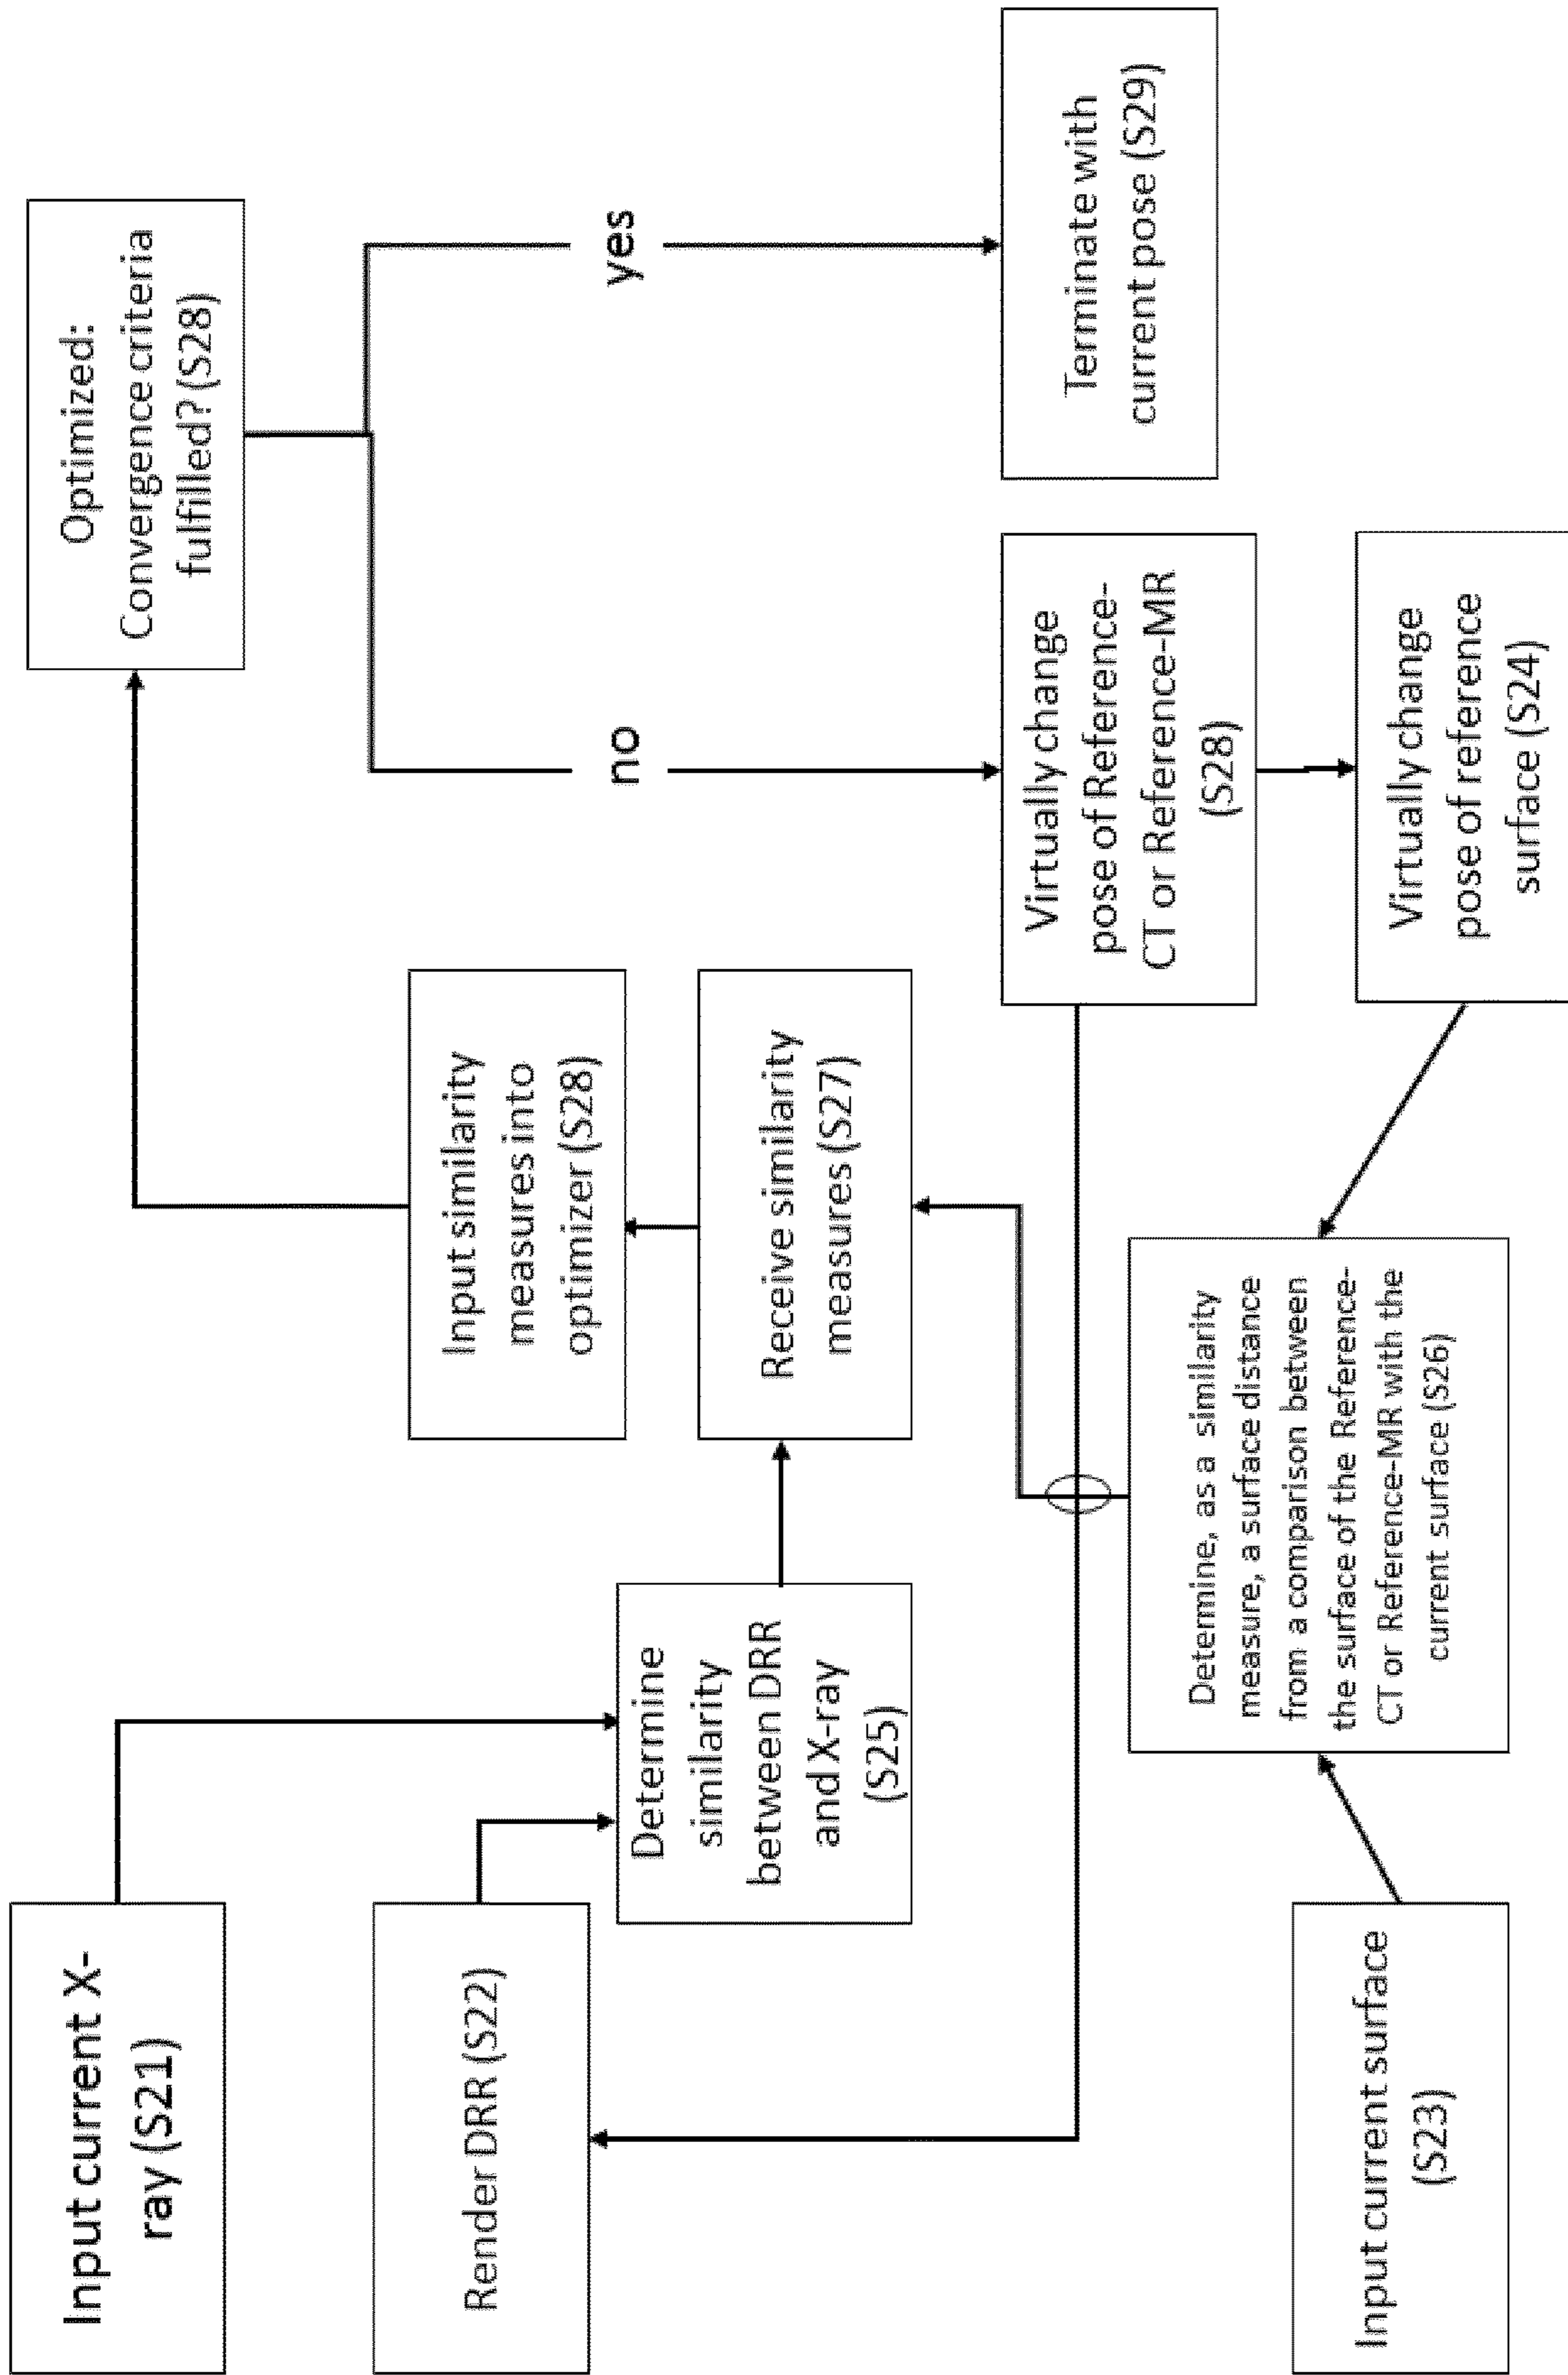 Input current X-
ray (S21)
Render DRR (S22)
Determine
similarity
between DRR
and X-ray
(S25)
Input current surface
(S23)
Determine, as a similarity
measure, a surface distance
from a comparison between
the surface of the Reference-
CT or Reference-MR with the
current surface (S26)
Input similarity
measures into
optimizer (S28)
Receive similarity
measures (S27)
Optimized:
Convergence criteria
fulfilled? (S28)
no
yes
Virtually change
pose of Reference-
CT or Reference-MR
(S28)
Virtually change
pose of reference
surface (S24)
Terminate with
current pose (S29)